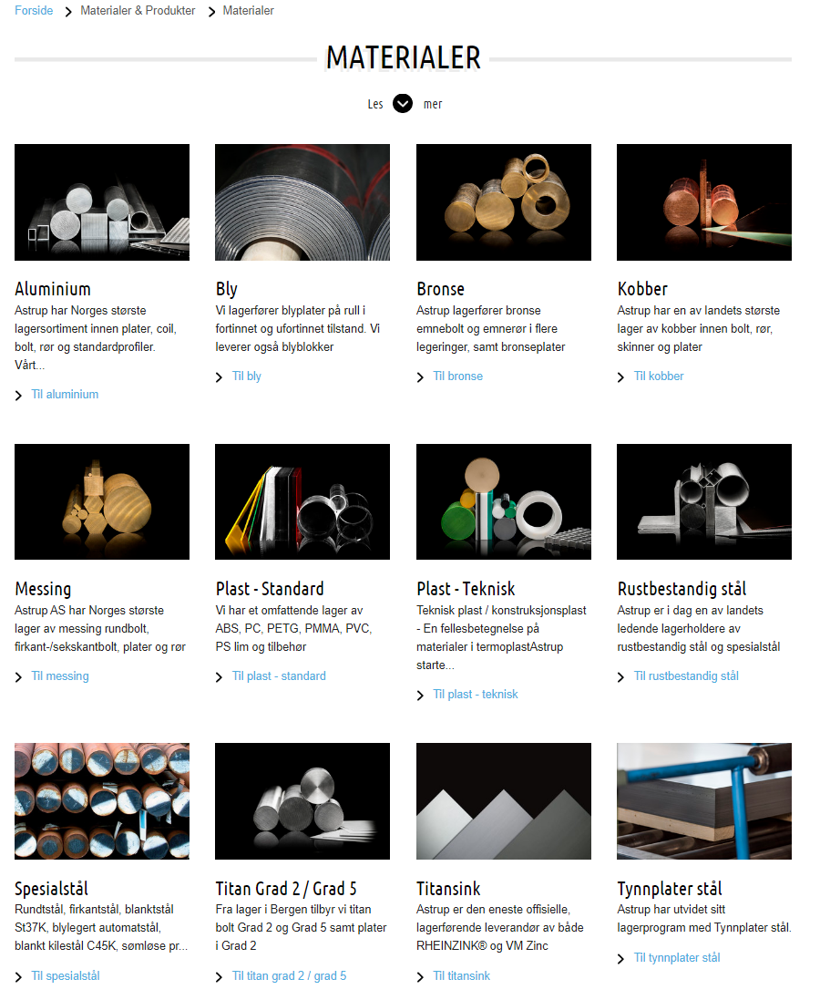 Forside
Materialer & Produkter
Materialer
MATERIALER
Les mer
Aluminium
Astrup har Norges største
lagersortiment innen plater, coil,
bolt, rør og standardprofiler.
Vårt...
Til aluminium
Bly
Vi lagerfører blyplater på rull i
fortinnet og ufortinnet tilstand. Vi
leverer også blyblokker
Til bly
Bronse
Astrup lagerfører bronse
emnebolt og emnerør i flere
legeringer, samt bronseplater
Til bronse
Kobber
Astrup har en av landets største
lager av kobber innen bolt, rør,
skinner og plater
Til kobber
Messing
Astrup AS har Norges største
lager av messing rundbolt,
firkant-/sekskantbolt, plater og rør
Til messing
Plast - Standard
Vi har et omfattende lager av
ABS, PC, PETG, PMMA, PVC,
PS lim og tilbehør
Til plast - standard
Plast - Teknisk
Teknisk plast / konstruksjonsplast
- En fellesbetegnelse på
materialer i termoplastAstrup
starte...
Til plast - teknisk
Rustbestandig stål
Astrup er i dag en av landets
ledende lagerholdere av
rustbestandig stål og spesialstål
Til rustbestandig stål
Spesialstål
Rundtstål, firkantstål, blanktstål
St37K, blylegert automatstål,
blankt kilestål C45K, sømløse pr...
Til spesialstål
Titan Grad 2 / Grad 5
Fra lager i Bergen tilbyr vi titan
bolt Grad 2 og Grad 5 samt plater
i Grad 2
Til titan grad 2 / grad 5
Titansink
Astrup er den eneste offisielle,
lagerførende leverandør av både
RHEINZINK® og VM Zinc
Til titansink
Tynnplater stål
Astrup har utvidet sitt
lagerprogram med Tynnplater stål.
Til tynnplater stål